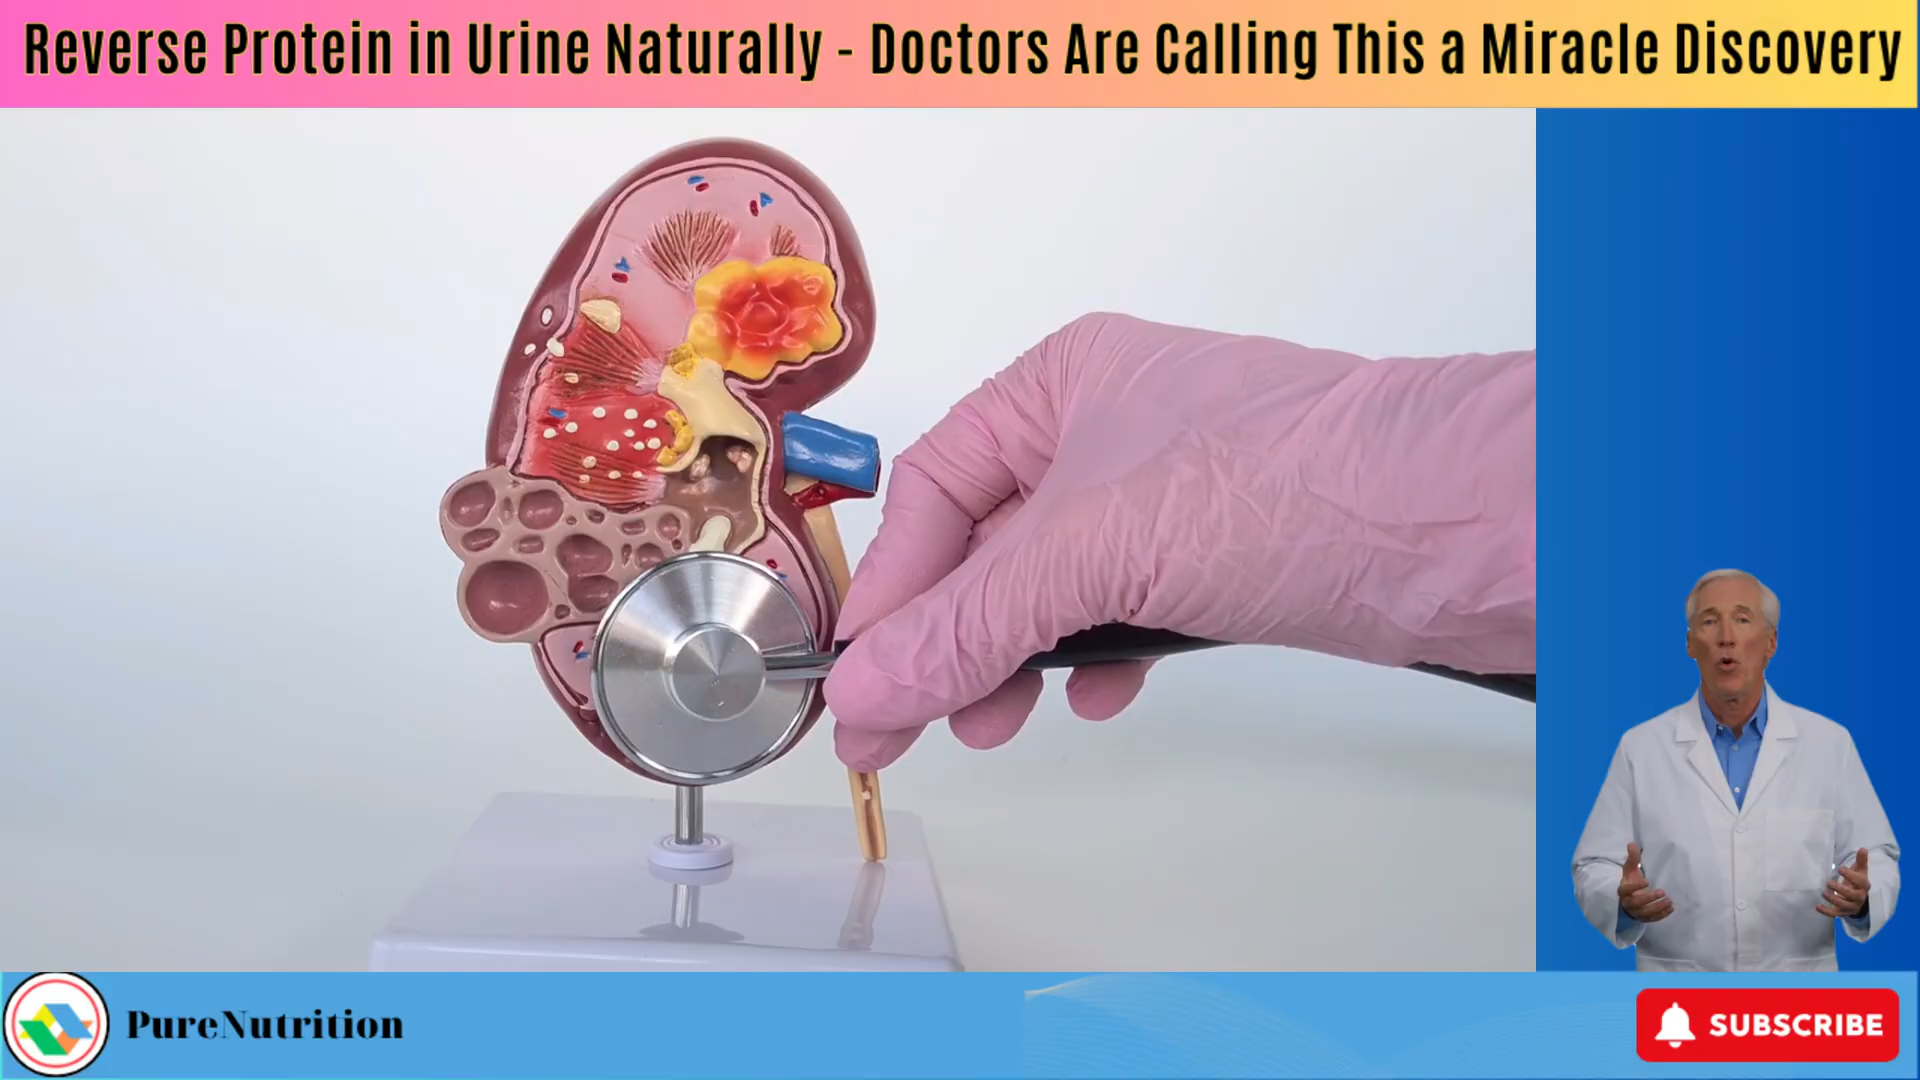 Reverse Protein in Urine Naturally - Doctors Are Calling This a Miracle Discovery
PureNutrition
SUBSCRIBE